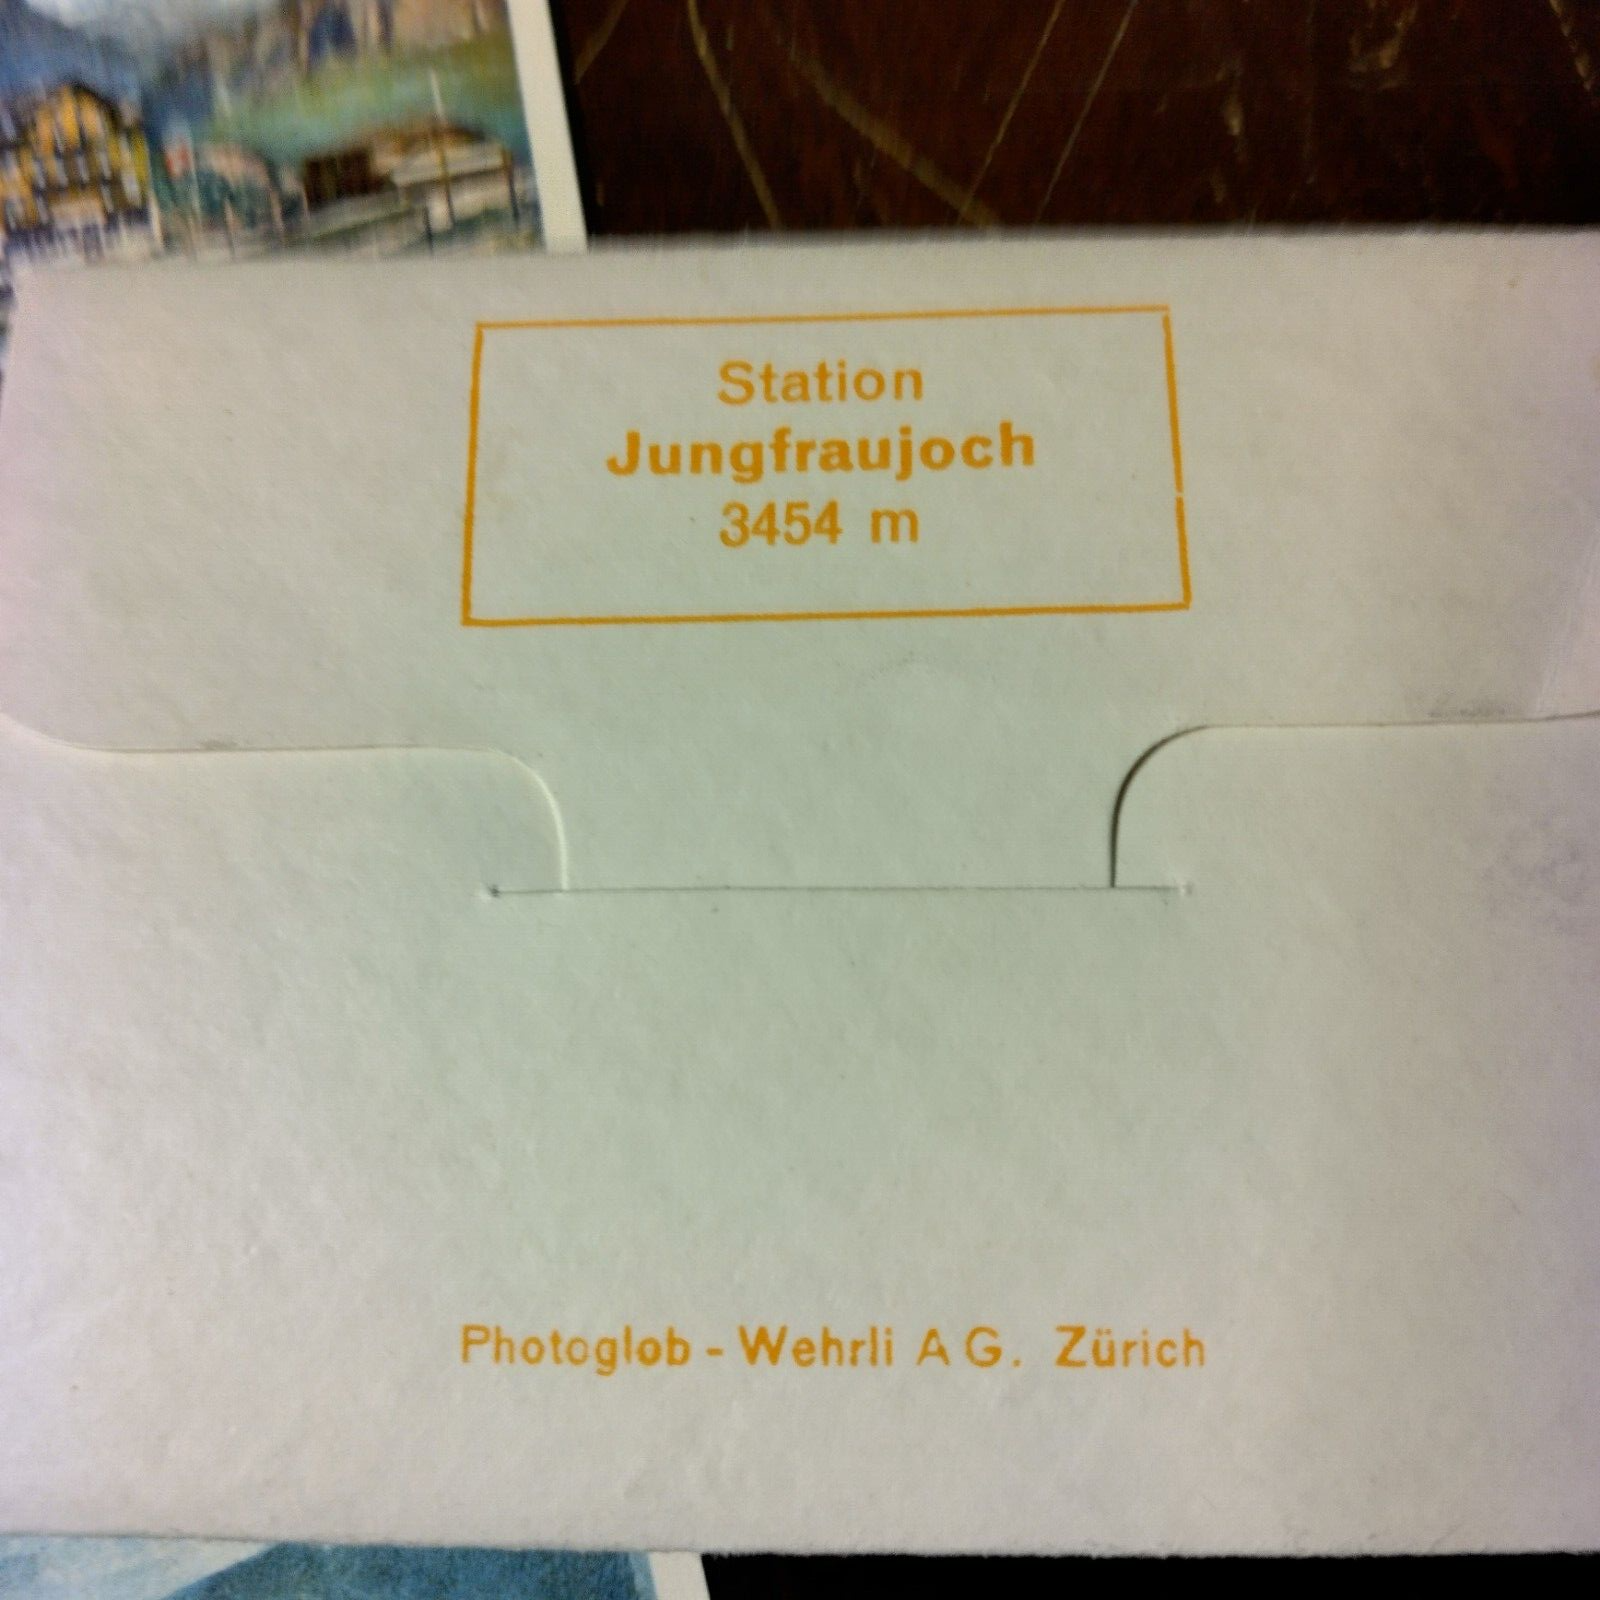 Station
Jungfraujoch
3454 m
Photoglob - Wehrli A G. Zürich